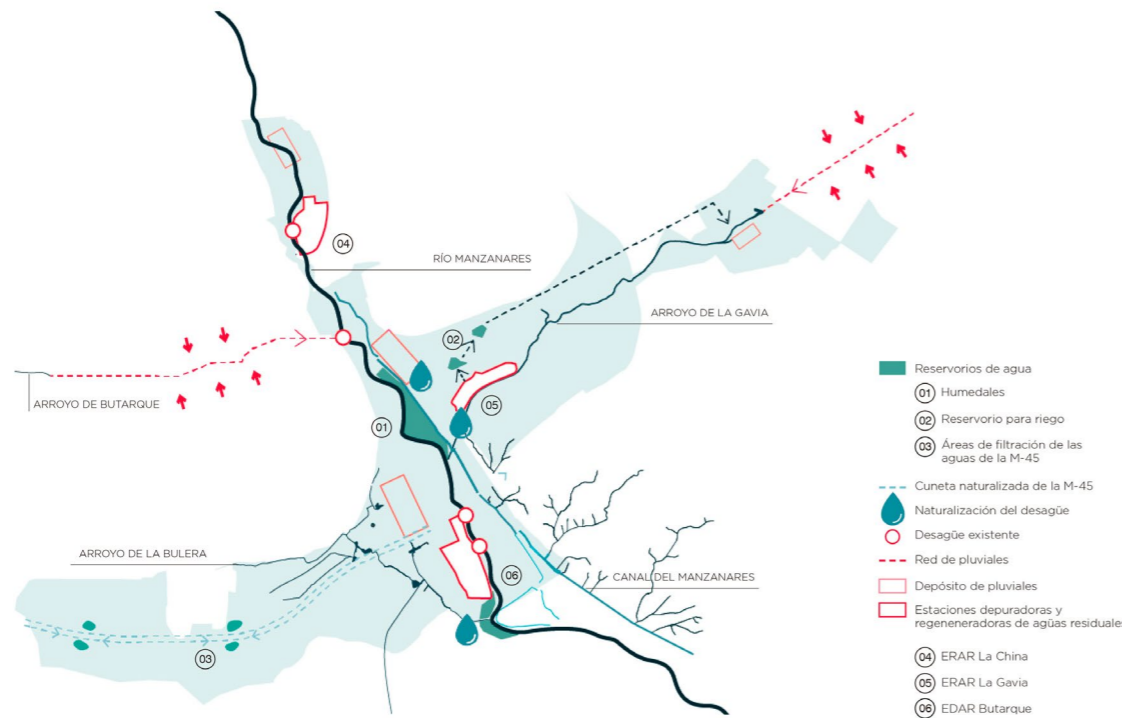 04
RÍO MANZANARES
ARROYO DE LA GAVIA
02
ARROYO DE BUTARQUE
05
01
ARROYO DE LA BULERA
06
CANAL DEL MANZANARES
03
Reservorios de agua
01 Humedales
02 Reservorio para riego
03 Áreas de filtración de las
aguas de la M-45
Cuneta naturalizada de la M-45
Naturalización del desagüe
Desagüe existente
Red de pluviales
Depósito de pluviales
Estaciones depuradoras y
regeneneradoras de agüas residuales
04 ERAR La China
05 ERAR La Gavia
06 EDAR Butarque